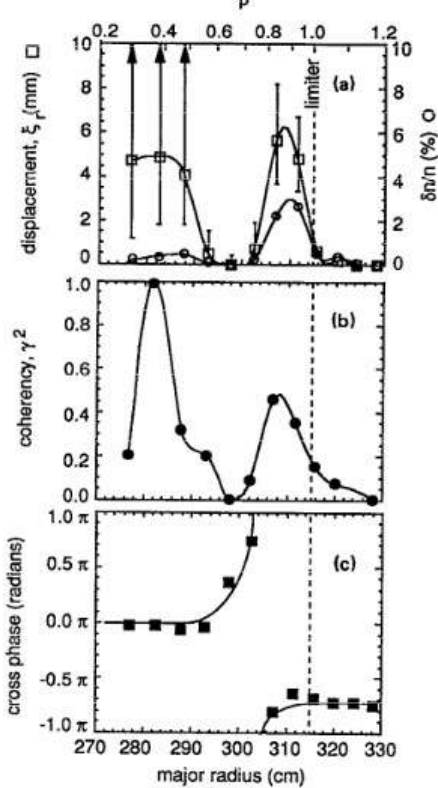 ρ
0.2 0.4 0.6 0.8 1.0 1.2
displacement, ξr(mm) □
10
8
6
4
2
0
(a)
limiter
δn/n (%) O
10
8
6
4
2
0
coherency, γ²
1.0
0.8
0.6
0.4
0.2
0.0
(b)
cross phase (radians)
1.0 π
0.5 π
0.0 π
-0.5 π
-1.0 π
(c)
270 280 290 300 310 320 330
major radius (cm)